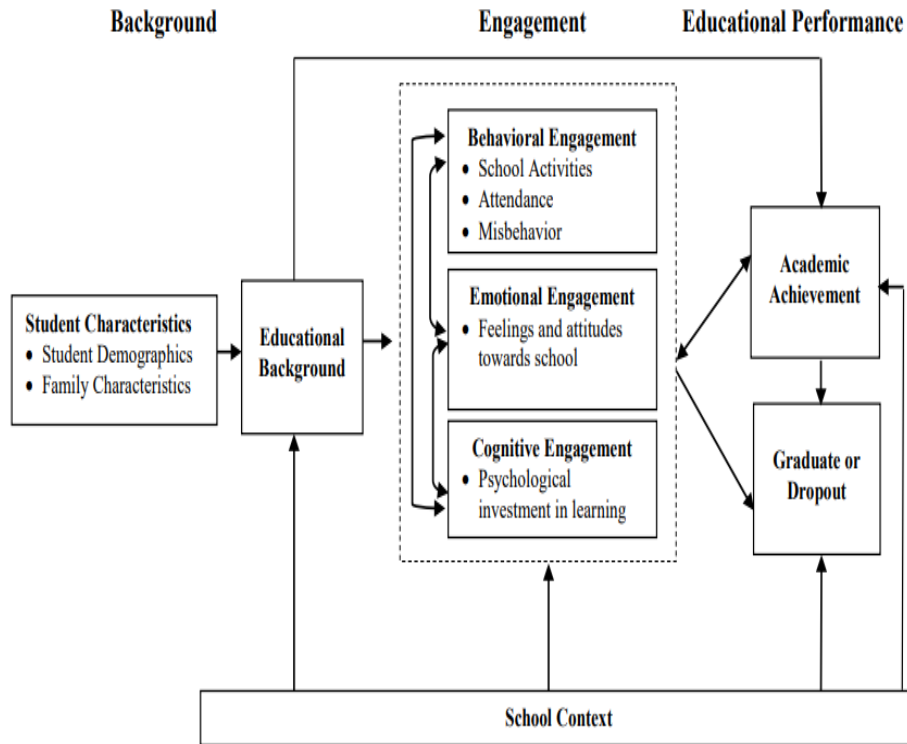 Background
Engagement
Educational Performance
Student Characteristics
• Student Demographics
• Family Characteristics
Educational
Background
Behavioral Engagement
• School Activities
• Attendance
• Misbehavior
Emotional Engagement
• Feelings and attitudes
towards school
Cognitive Engagement
• Psychological
investment in learning
Academic
Achievement
Graduate or
Dropout
School Context